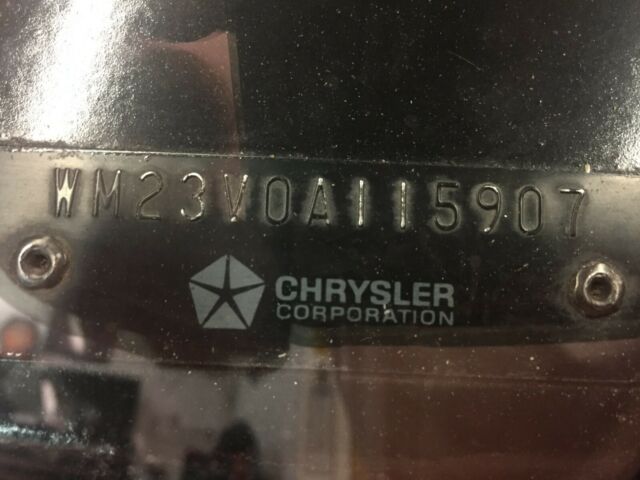 WM23V0A115907
CHRYSLER
CORPORATION